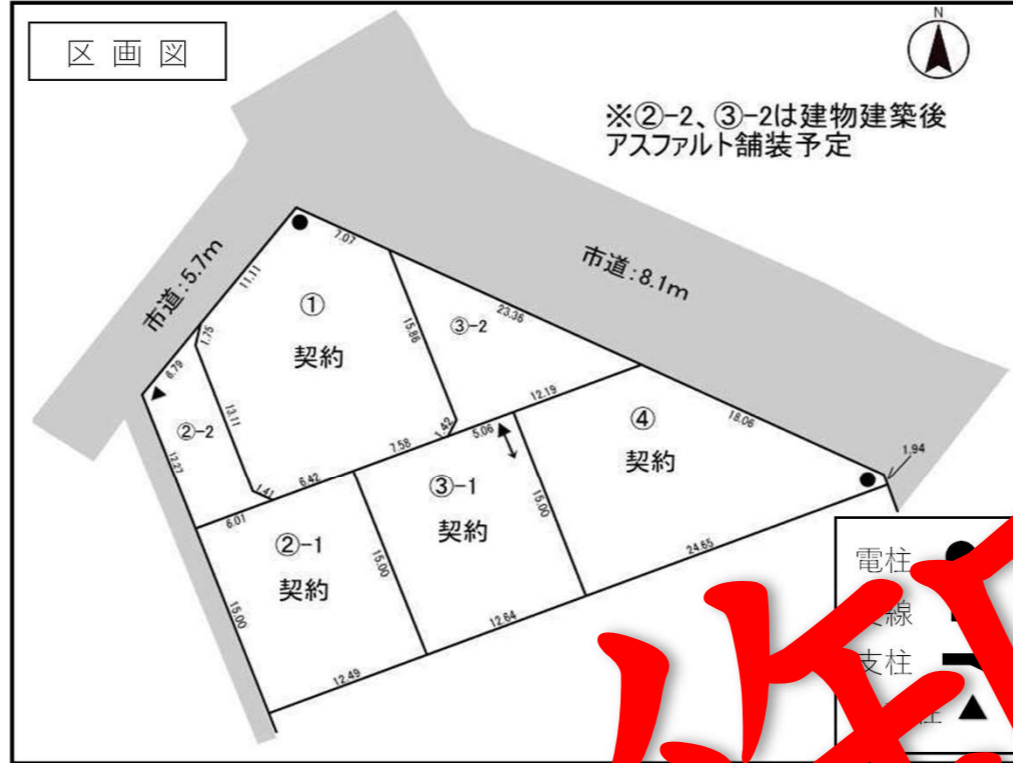 区画図
N
※②-2、③-2は建物建築後
アスファルト舗装予定
市道:5.7m
市道:8.1m
7.07
11.11
①
契約
15.86
③-2
23.36
1.75
6.79
②-2
13.11
12.27
1.41
6.42
7.58
1.42
5.06
12.19
④
契約
18.06
1.94
6.01
②-1
契約
15.00
15.00
③-1
契約
15.00
24.65
12.64
12.49
電柱
線
支柱
柱